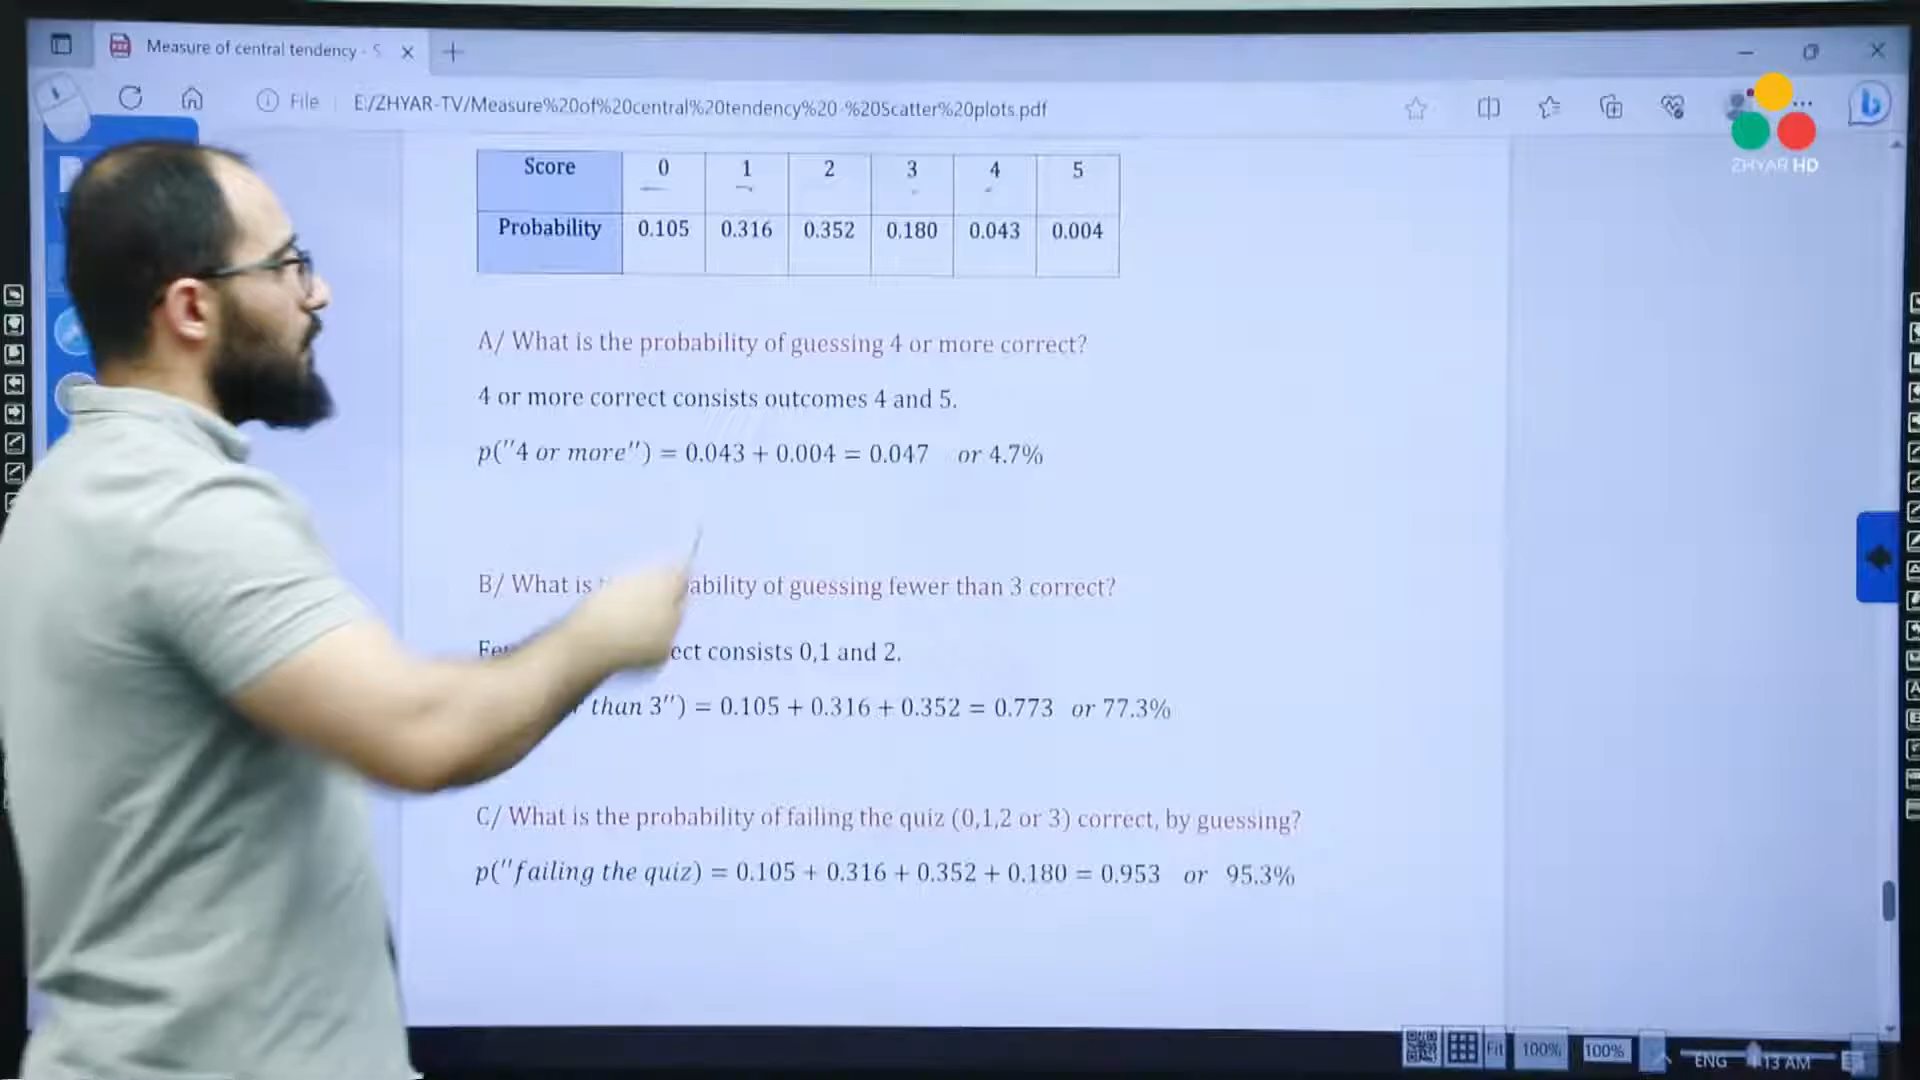 Measure of central tendency - S
File E:/ZHYAR-TV/Measure%20of%20central%20tendency%20-%20Scatter%20plots.pdf
ZHYAR HD
Score 0 1 2 3 4 5
Probability 0.105 0.316 0.352 0.180 0.043 0.004
A/ What is the probability of guessing 4 or more correct?
4 or more correct consists outcomes 4 and 5.
p("4 or more") = 0.043 + 0.004 = 0.047 or 4.7%
B/ What is ability of guessing fewer than 3 correct?
ect consists 0,1 and 2.
than 3") = 0.105 + 0.316 + 0.352 = 0.773 or 77.3%
C/ What is the probability of failing the quiz (0,1,2 or 3) correct, by guessing?
p("failing the quiz) = 0.105 + 0.316 + 0.352 + 0.180 = 0.953 or 95.3%
Fit 100% 100% ENG 13 AM